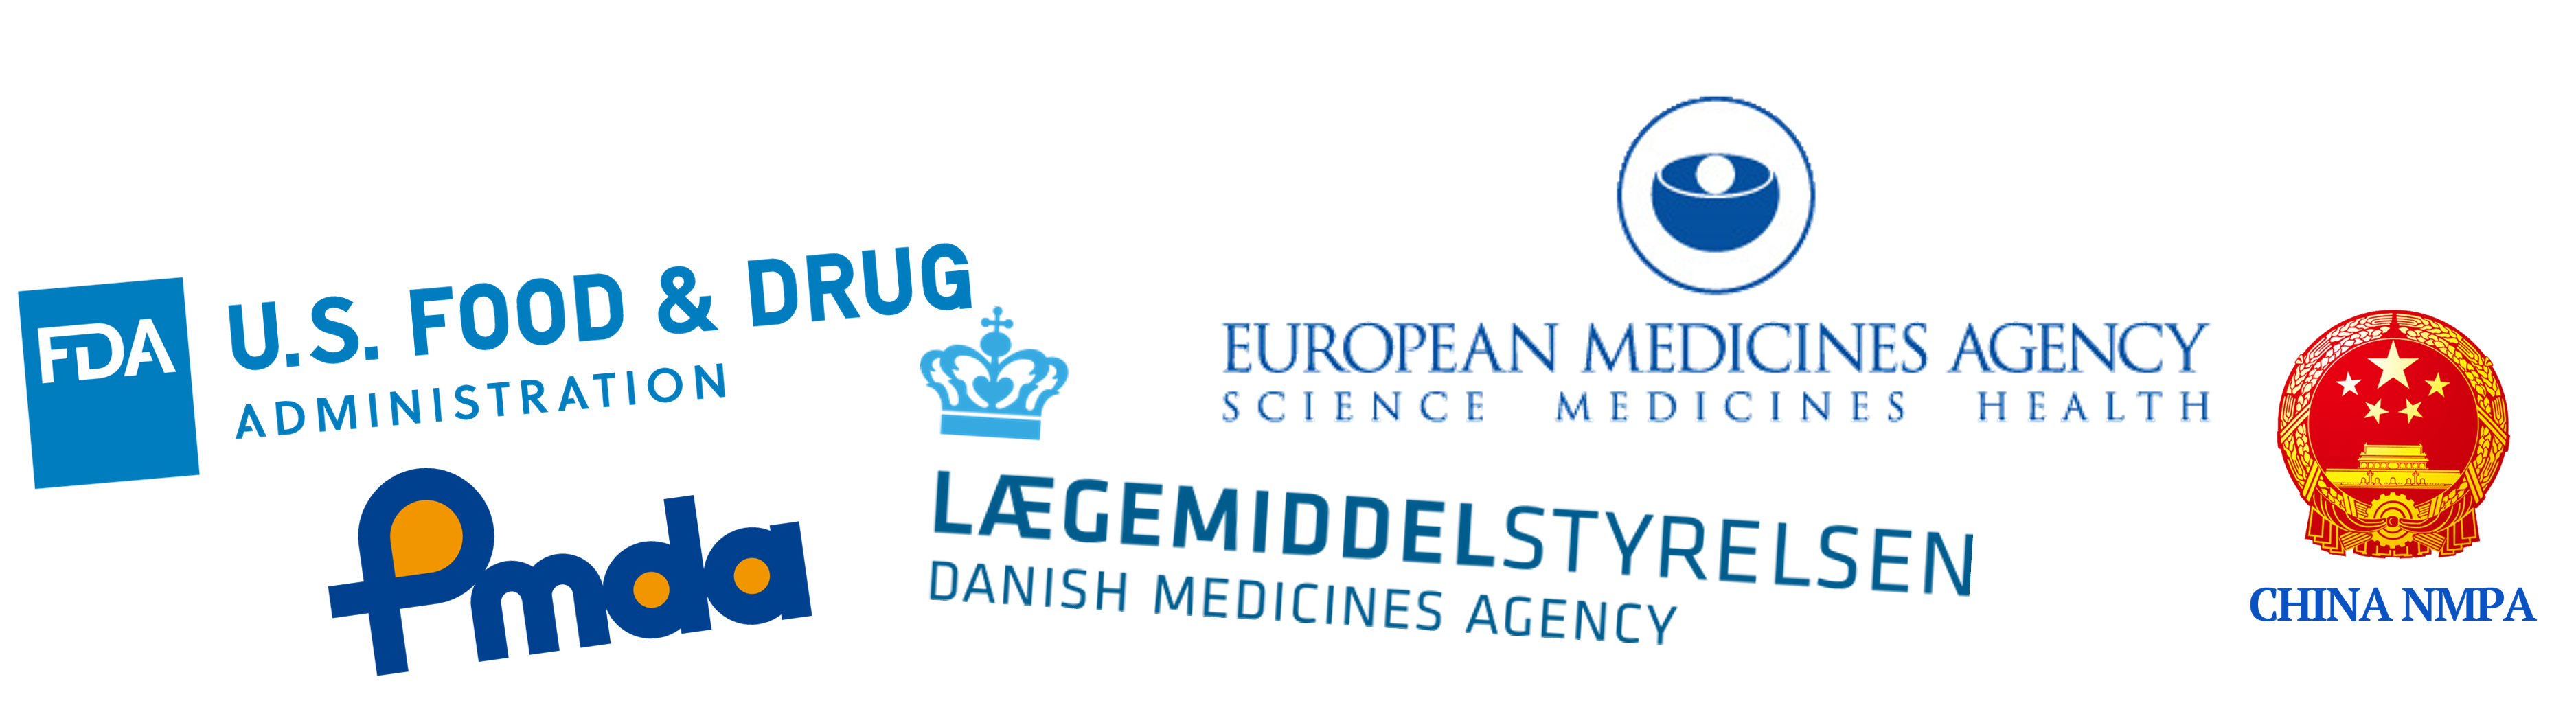 FDA
U.S. FOOD & DRUG
ADMINISTRATION
pmda
LÆGEMIDDELSTYRELSEN
DANISH MEDICINES AGENCY
EUROPEAN MEDICINES AGENCY
SCIENCE MEDICINES HEALTH
CHINA NMPA